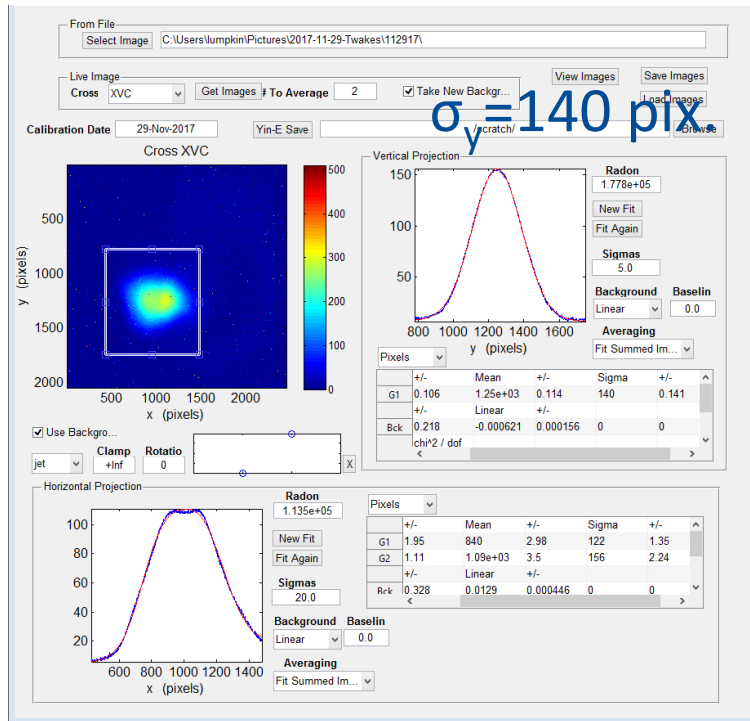 From File
Select Image C:\Users\lumpkin\Pictures\2017-11-29-Twakes\112917\
Live Image
Cross XVC Get Images To Average 2 Take New Backgr...
View Images Save Images
Load Images
σy=140 pix.
Calibration Date 29-Nov-2017 Yin-E Save /scratch/ Browse
Cross XVC
500
1000
1500
2000
y (pixels)
500 1000 1500 2000
x (pixels)
500
400
300
200
100
0
Use Backgro...
jet
Clamp
+Inf
Rotatio
0
X
Vertical Projection
150
100
50
800 1000 1200 1400 1600
y (pixels)
Radon
1.778e+05
New Fit
Fit Again
Sigmas
5.0
Background Baselin
Linear 0.0
Averaging
Fit Summed Im...
Pixels
+/- Mean +/- Sigma +/-
G1 0.106 1.25e+03 0.114 140 0.141
+/- Linear +/-
Bck 0.218 -0.000621 0.000156 0 0
chi^2 / dof
Horizontal Projection
100
80
60
40
20
600 800 1000 1200 1400
x (pixels)
Radon
1.135e+05
New Fit
Fit Again
Sigmas
20.0
Background Baselin
Linear 0.0
Averaging
Fit Summed Im...
Pixels
+/- Mean +/- Sigma +/-
G1 1.95 840 2.98 122 1.35
G2 1.11 1.09e+03 3.5 156 2.24
+/- Linear +/-
Bck 0.328 0.0129 0.000446 0 0